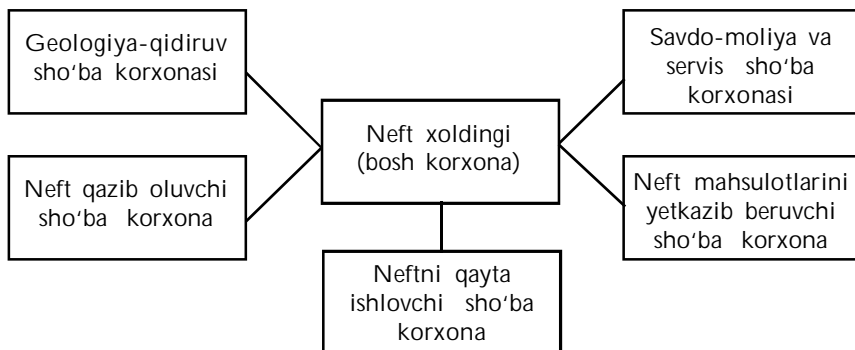 Geologiya-qidiruv
sho‘ba korxonasi
Savdo-moliya va
servis sho‘ba
korxonasi
Neft xoldingi
(bosh korxona)
Neft qazib oluvchi
sho‘ba korxona
Neft mahsulotlarini
yetkazib beruvchi
sho‘ba korxona
Neftni qayta
ishlovchi sho‘ba
korxona